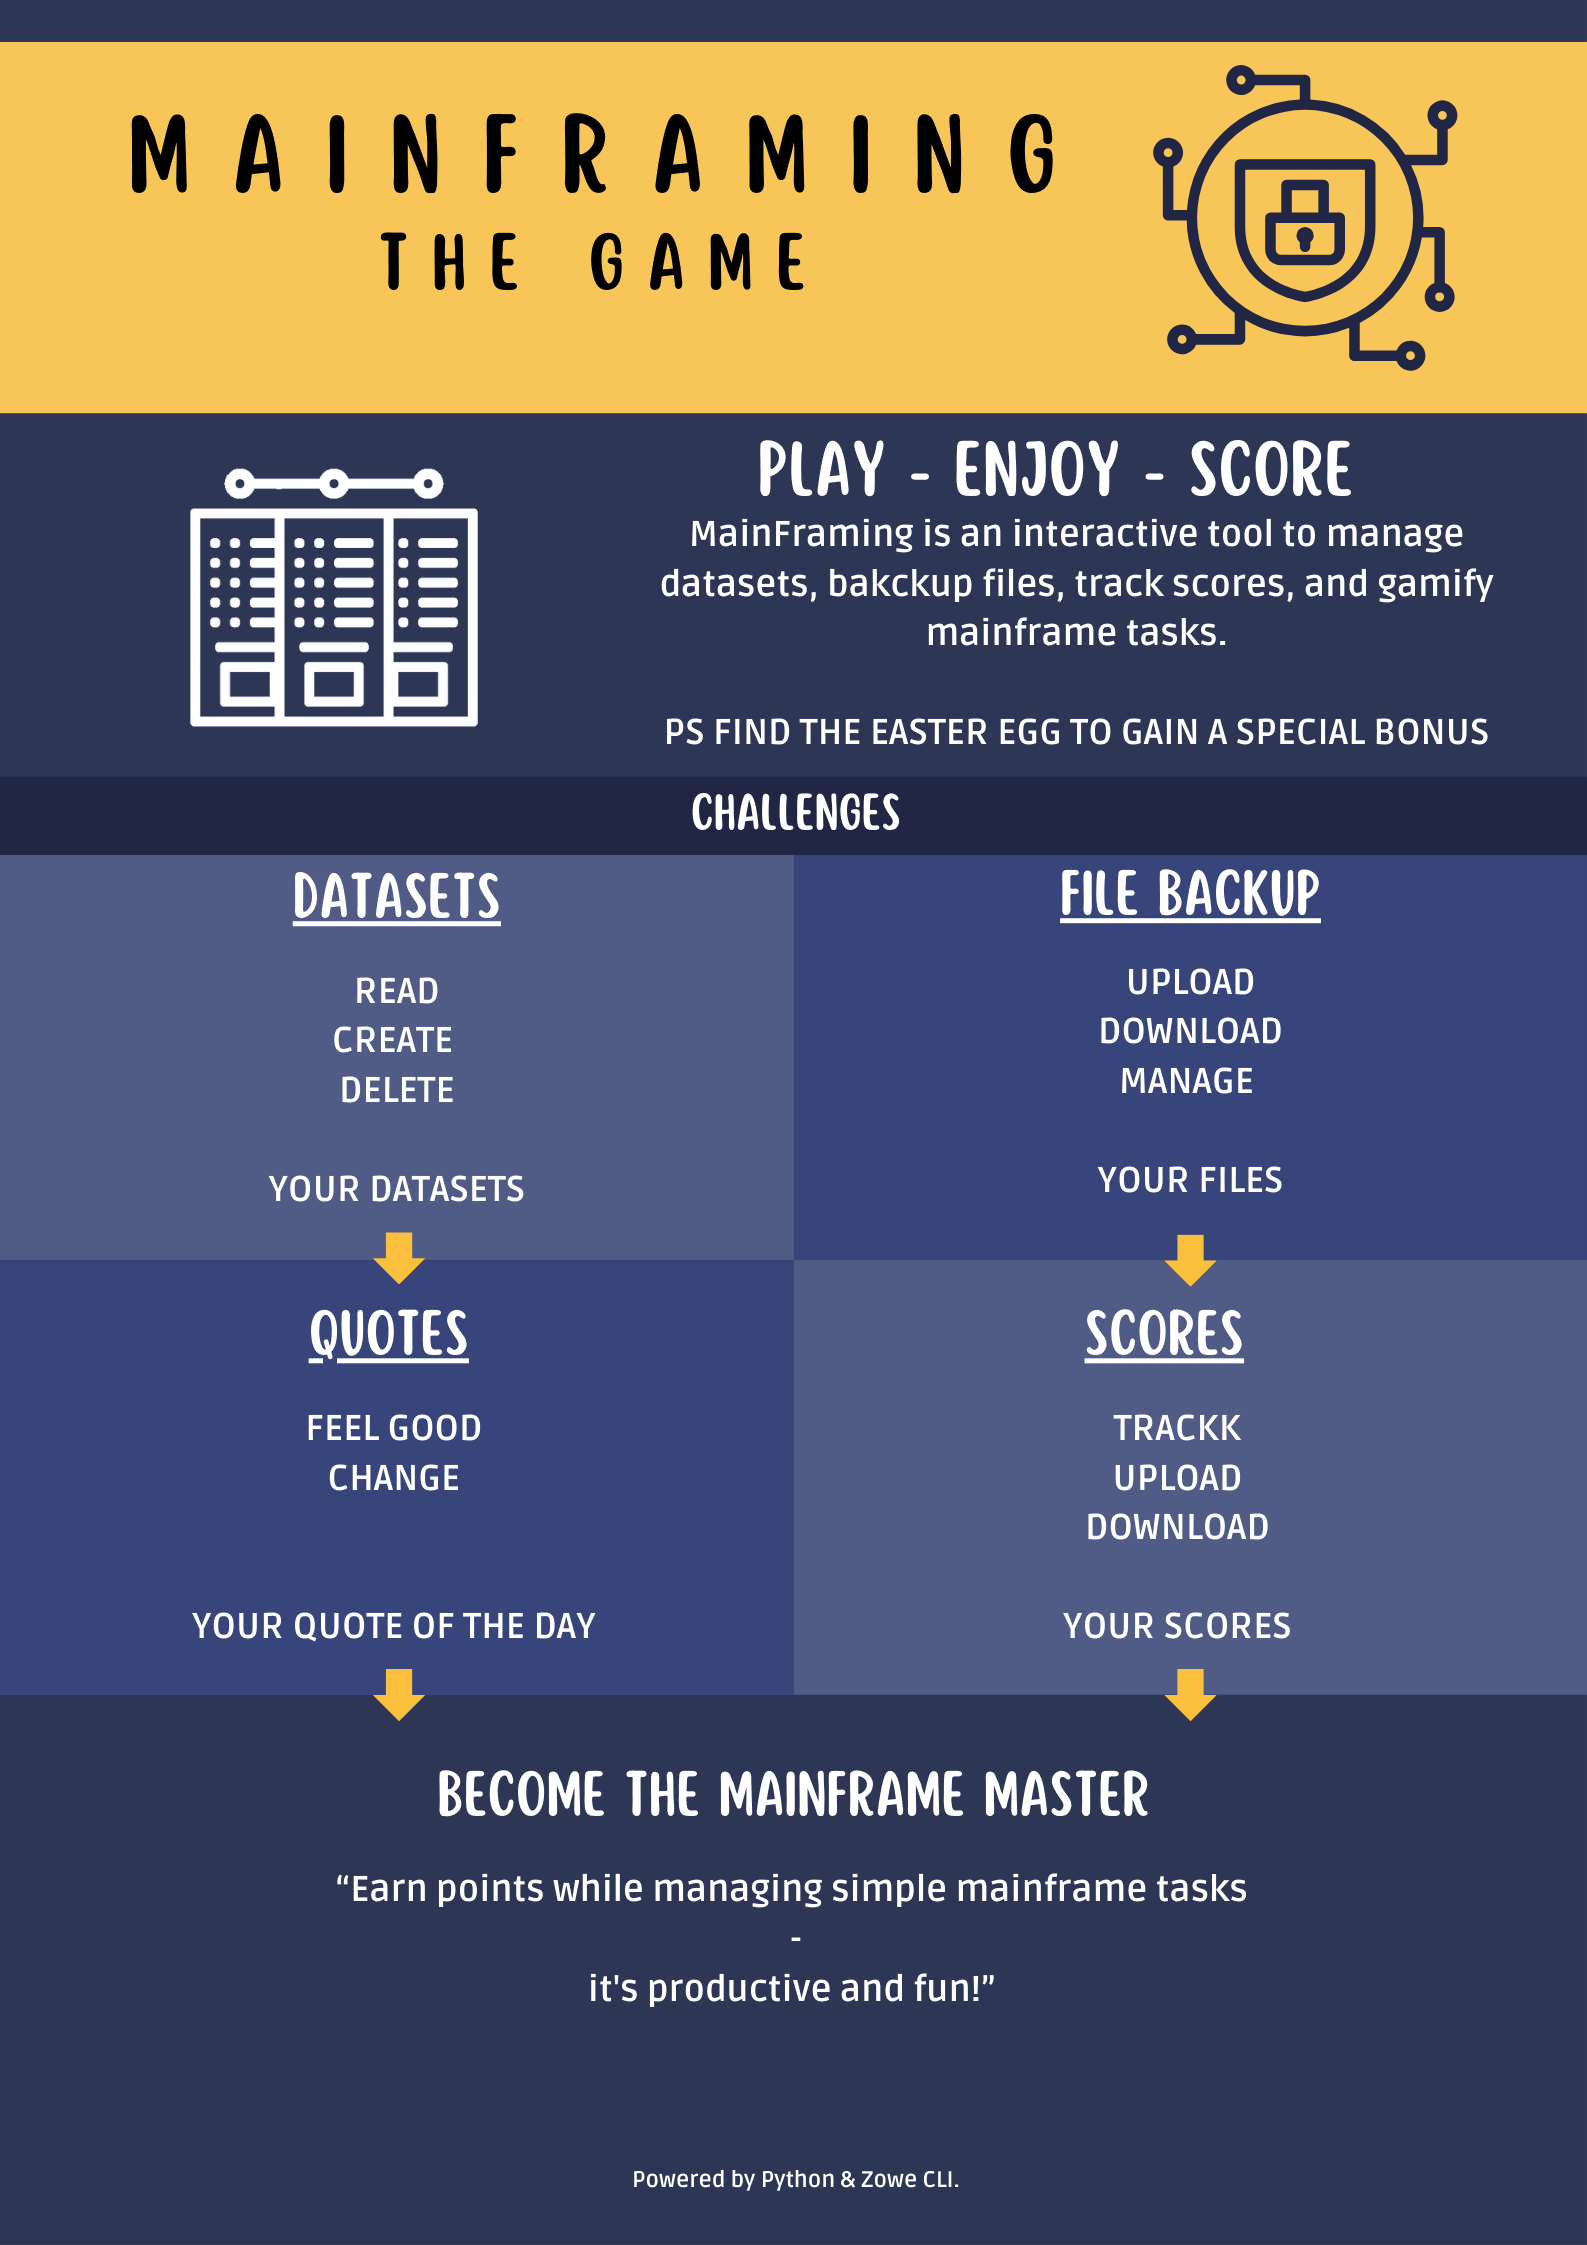 MAINFRAMING
THE GAME
PLAY - ENJOY - SCORE
MainFraming is an interactive tool to manage
datasets, bakckup files, track scores, and gamify
mainframe tasks.
PS FIND THE EASTER EGG TO GAIN A SPECIAL BONUS
CHALLENGES
DATASETS
READ
CREATE
DELETE
YOUR DATASETS
FILE BACKUP
UPLOAD
DOWNLOAD
MANAGE
YOUR FILES
QUOTES
FEEL GOOD
CHANGE
YOUR QUOTE OF THE DAY
SCORES
TRACKK
UPLOAD
DOWNLOAD
YOUR SCORES
BECOME THE MAINFRAME MASTER
“Earn points while managing simple mainframe tasks
-
it's productive and fun!”
Powered by Python & Zowe CLI.